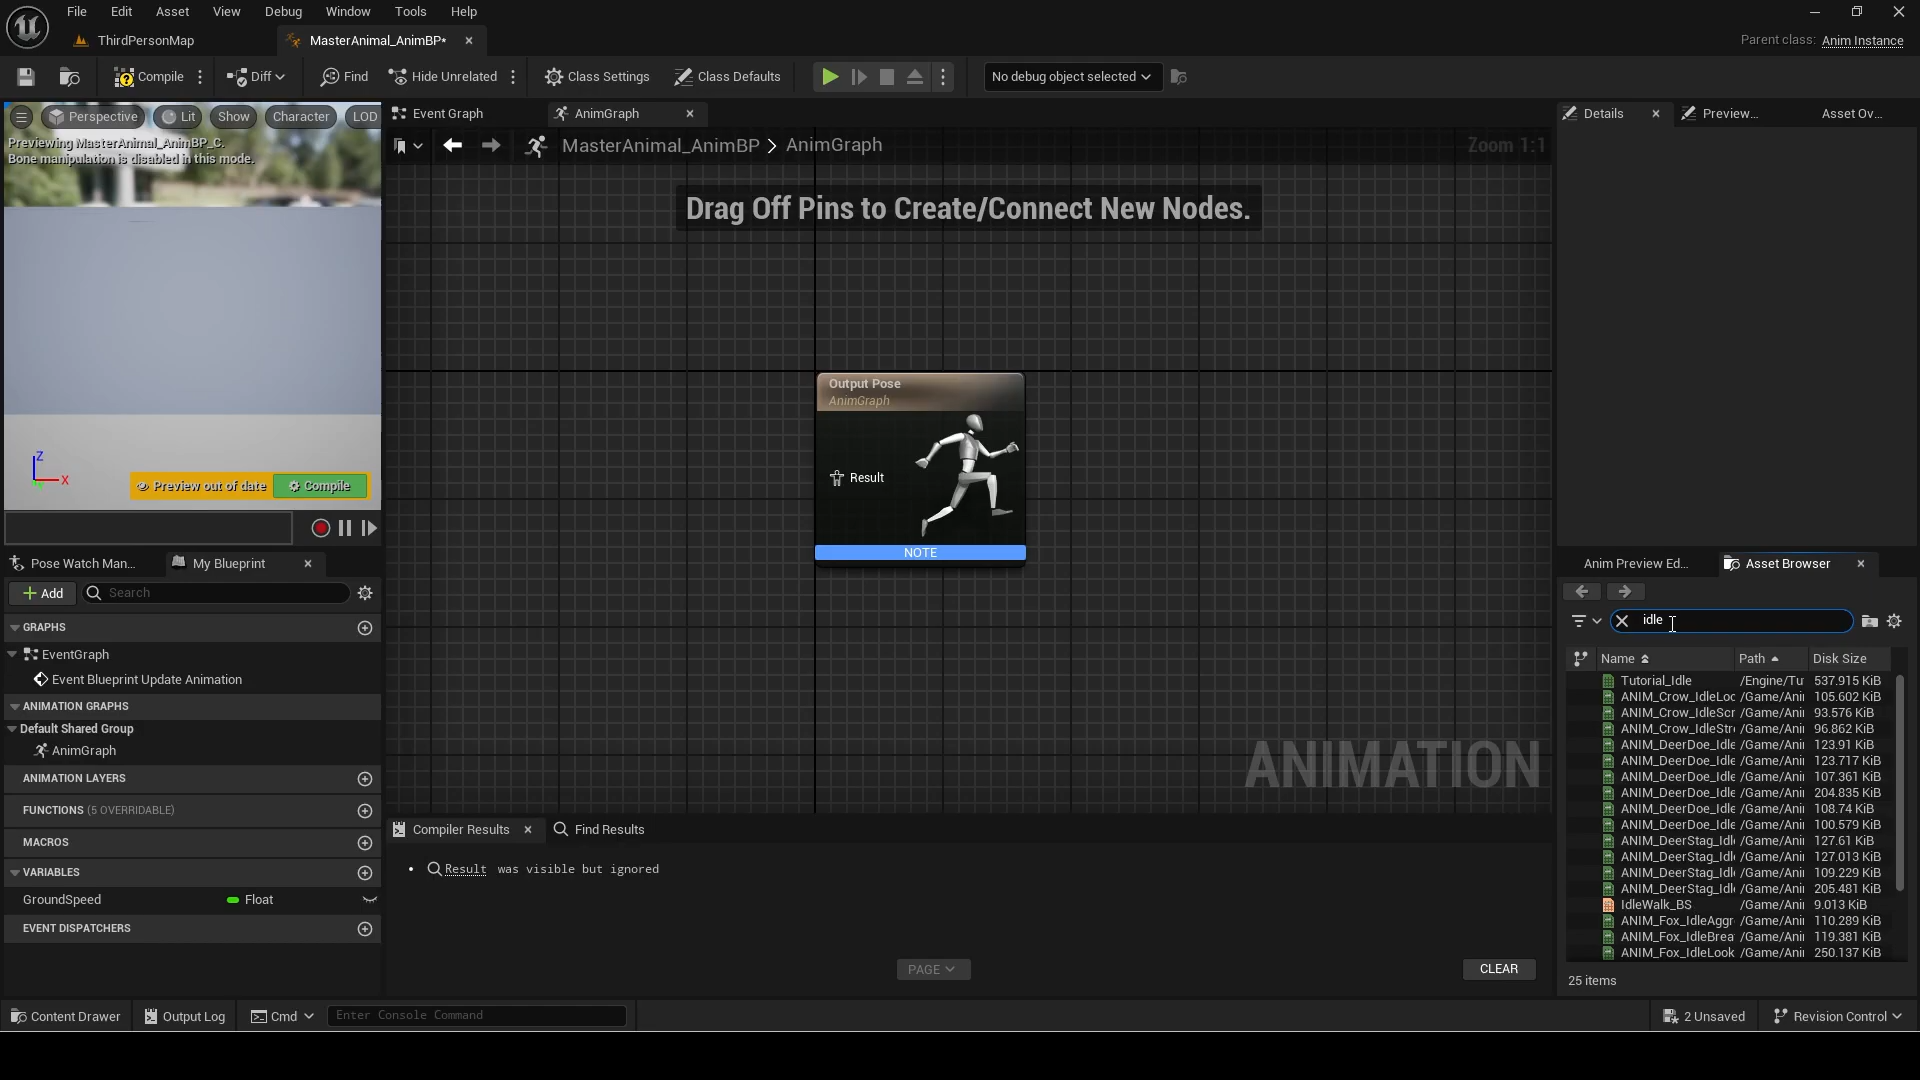 File Edit Asset View Debug Window Tools Help
ThirdPersonMap
MasterAnimal_AnimBP*
Parent class: Anim Instance
Compile
Diff
Find
Hide Unrelated
Class Settings
Class Defaults
No debug object selected
Perspective
Lit
Show
Character
LOD
Previewing MasterAnimal_AnimBP_C.
Bone manipulation is disabled in this mode.
Z
X
Preview out of date
Compile
Event Graph
AnimGraph
MasterAnimal_AnimBP > AnimGraph
Zoom 1:1
Drag Off Pins to Create/Connect New Nodes.
Output Pose
AnimGraph
Result
NOTE
ANIMATION
Pose Watch Man...
My Blueprint
Add
Search
GRAPHS
EventGraph
Event Blueprint Update Animation
ANIMATION GRAPHS
Default Shared Group
AnimGraph
ANIMATION LAYERS
FUNCTIONS (5 OVERRIDABLE)
MACROS
VARIABLES
GroundSpeed Float
EVENT DISPATCHERS
Compiler Results
Find Results
Result was visible but ignored
PAGE
CLEAR
Details
Preview...
Asset Ov...
Anim Preview Ed...
Asset Browser
idle
Name Path Disk Size
Tutorial_Idle /Engine/Tu 537.915 KiB
ANIM_Crow_IdleLoo /Game/Ani 105.602 KiB
ANIM_Crow_IdleScr /Game/Ani 93.576 KiB
ANIM_Crow_IdleStr /Game/Ani 96.862 KiB
ANIM_DeerDoe_Idle /Game/Ani 123.91 KiB
ANIM_DeerDoe_Idle /Game/Ani 123.717 KiB
ANIM_DeerDoe_Idle /Game/Ani 107.361 KiB
ANIM_DeerDoe_Idle /Game/Ani 204.835 KiB
ANIM_DeerDoe_Idle /Game/Ani 108.74 KiB
ANIM_DeerDoe_Idle /Game/Ani 100.579 KiB
ANIM_DeerStag_Idl /Game/Ani 127.61 KiB
ANIM_DeerStag_Idl /Game/Ani 127.013 KiB
ANIM_DeerStag_Idl /Game/Ani 109.229 KiB
ANIM_DeerStag_Idl /Game/Ani 205.481 KiB
IdleWalk_BS /Game/Ani 9.013 KiB
ANIM_Fox_IdleAggr /Game/Ani 110.289 KiB
ANIM_Fox_IdleBrea /Game/Ani 119.381 KiB
ANIM_Fox_IdleLook /Game/Ani 250.137 KiB
25 items
Content Drawer
Output Log
Cmd
Enter Console Command
2 Unsaved
Revision Control